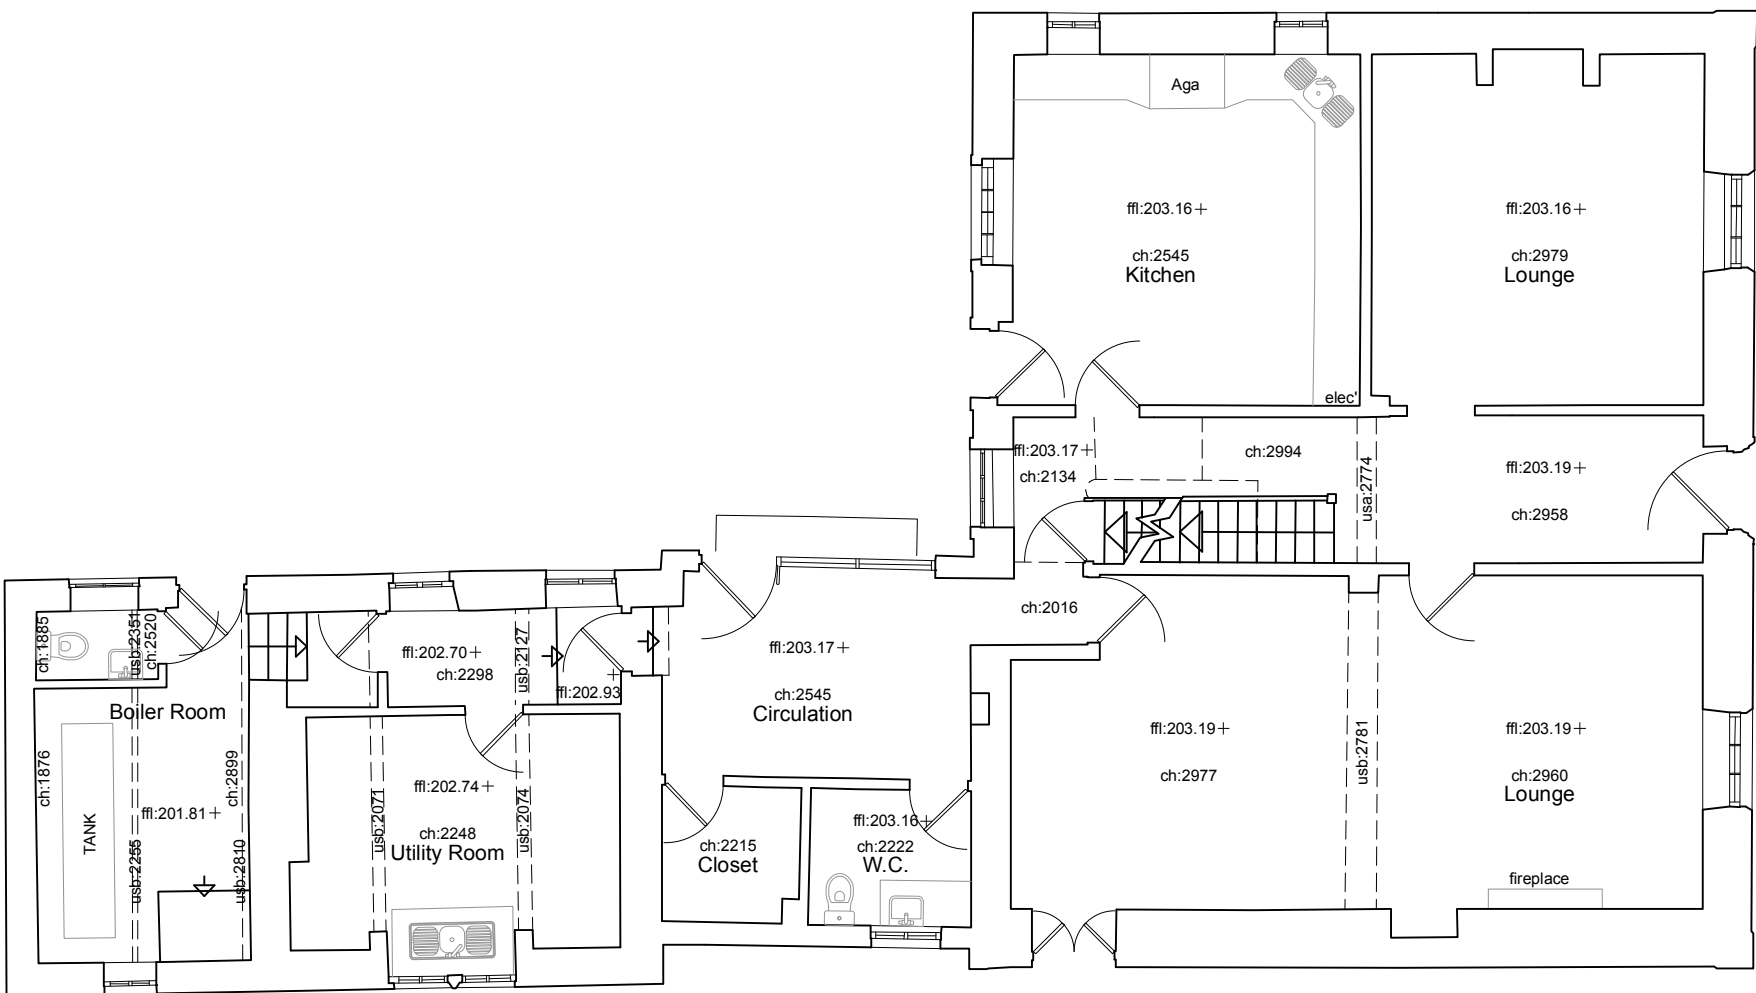 Aga
ffl:203.16
ch:2545
Kitchen
elec'
ffl:203.16
ch:2979
Lounge
ffl:203.17
ch:2134
ch:2994
usa:2774
ffl:203.19
ch:2958
ch:2016
ch:1885
usb:2351
ch:2520
Boiler Room
ch:1876
TANK
ffl:201.81
usb:2255
ch:2899
usb:2810
ffl:202.70
ch:2298
usb:2127
ffl:202.93
usb:2071
ffl:202.74
ch:2248
Utility Room
usb:2074
ffl:203.17
ch:2545
Circulation
ch:2215
Closet
ffl:203.16
ch:2222
W.C.
ffl:203.19
ch:2977
usb:2781
ffl:203.19
ch:2960
Lounge
fireplace